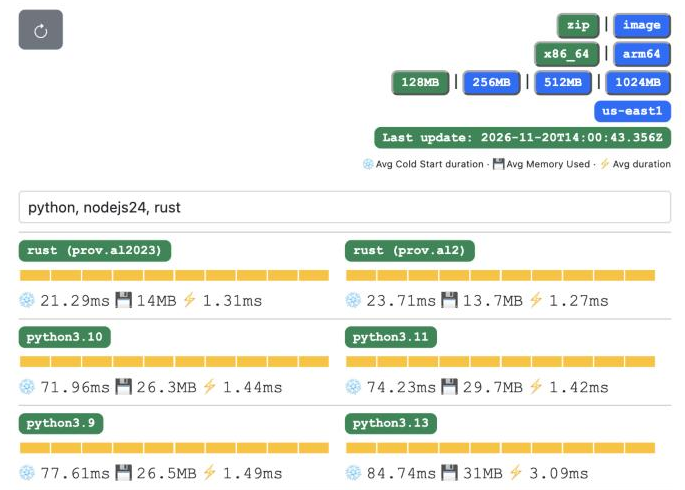 zip | image
x86_64 | arm64
128MB | 256MB | 512MB | 1024MB
us-east1
Last update: 2026-11-20T14:00:43.356Z
Avg Cold Start duration · Avg Memory Used · Avg duration
python, nodejs24, rust
rust (prov.al2023) rust (prov.al2)
21.29ms 14MB 1.31ms 23.71ms 13.7MB 1.27ms
python3.10 python3.11
71.96ms 26.3MB 1.44ms 74.23ms 29.7MB 1.42ms
python3.9 python3.13
77.61ms 26.5MB 1.49ms 84.74ms 31MB 3.09ms